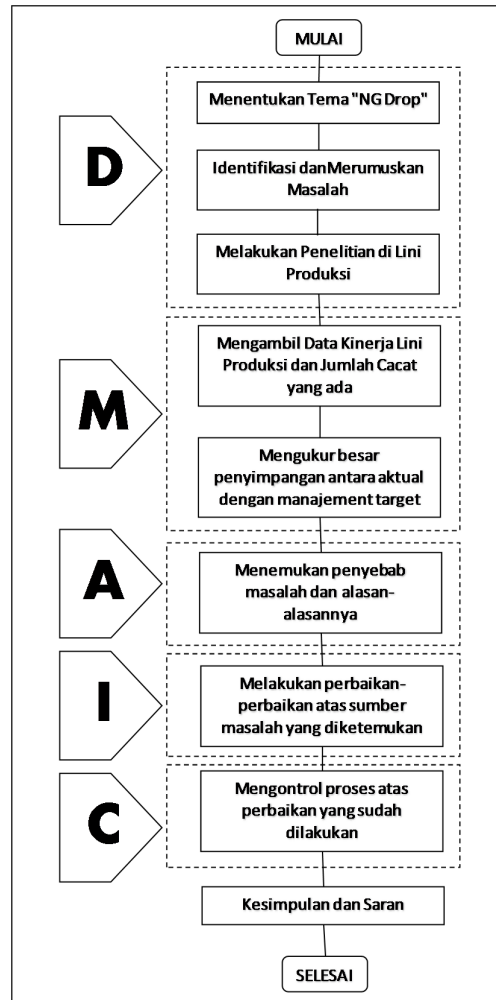 MULAI
D
Menentukan Tema "NG Drop"
Identifikasi dan Merumuskan
Masalah
Melakukan Penelitian di Lini
Produksi
M
Mengambil Data Kinerja Lini
Produksi dan Jumlah Cacat
yang ada
Mengukur besar
penyimpangan antara aktual
dengan manajement target
A
Menemukan penyebab
masalah dan alasan-
alasannya
I
Melakukan perbaikan-
perbaikan atas sumber
masalah yang diketemukan
C
Mengontrol proses atas
perbaikan yang sudah
dilakukan
Kesimpulan dan Saran
SELESAI